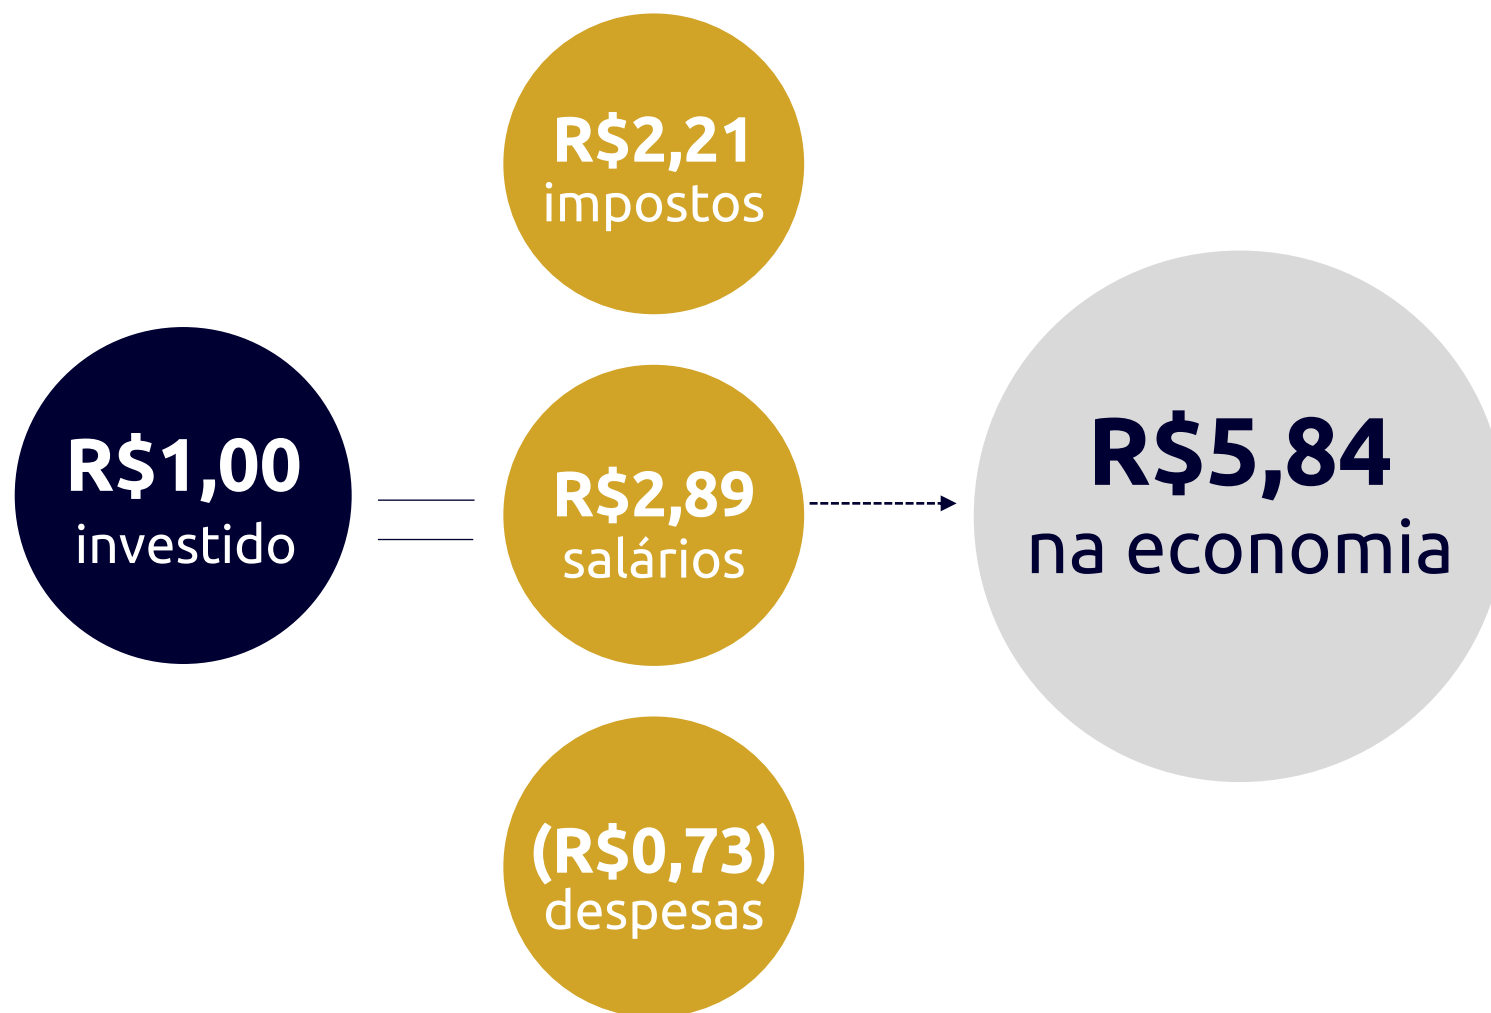 R$2,21
impostos
R$1,00
investido
R$2,89
salários
R$5,84
na economia
(R$0,73)
despesas